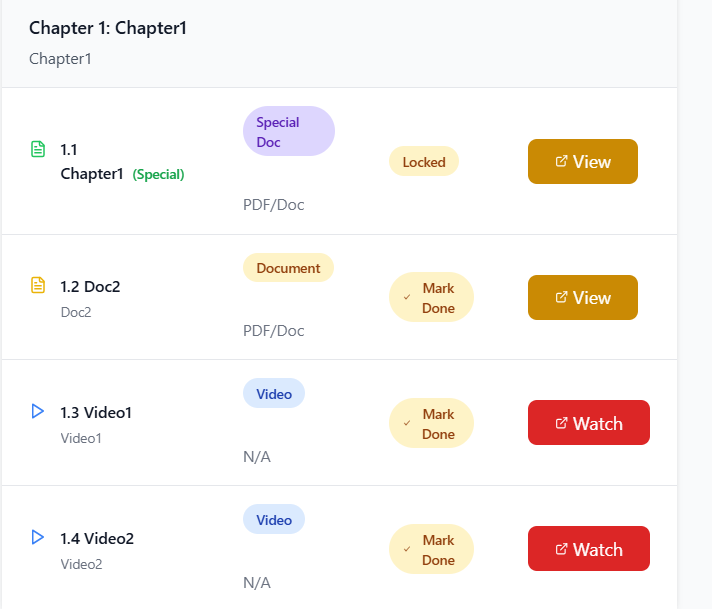 Chapter 1: Chapter1
Chapter1
1.1
Chapter1 (Special)
Special
Doc
PDF/Doc
Locked
View
1.2 Doc2
Doc2
Document
PDF/Doc
Mark
Done
View
1.3 Video1
Video1
Video
N/A
Mark
Done
Watch
1.4 Video2
Video2
Video
N/A
Mark
Done
Watch